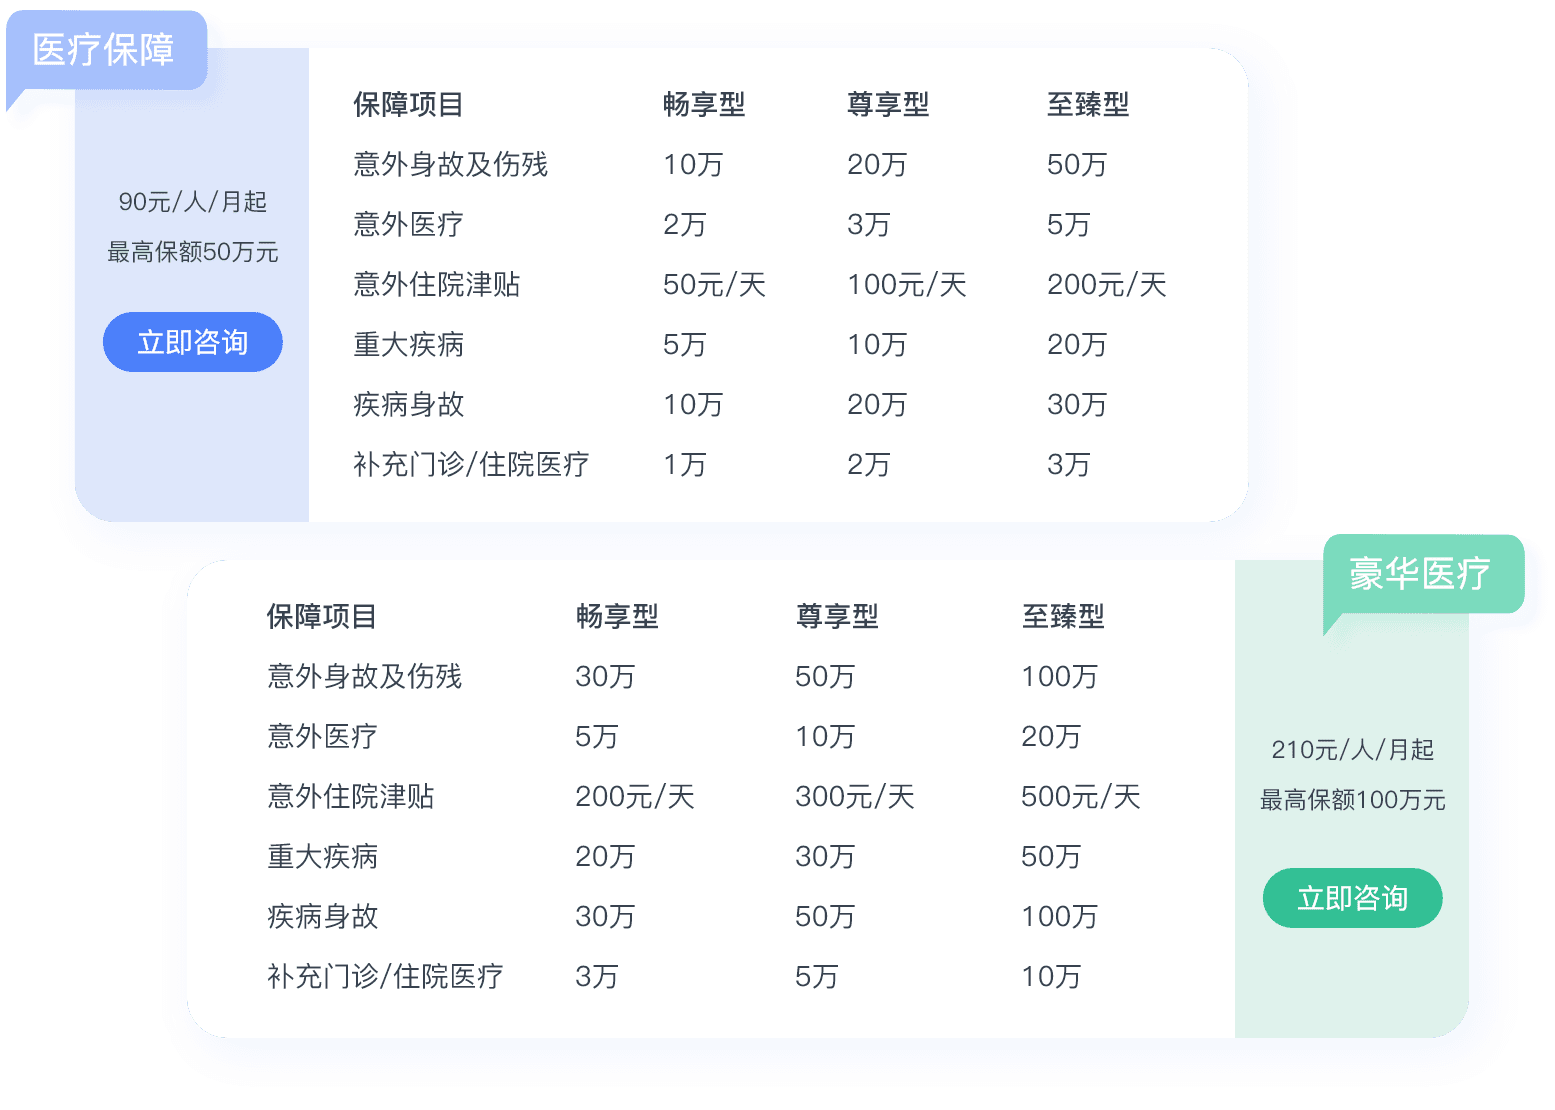 医疗保障
90元/人/月起
最高保额50万元
立即咨询
保障项目 畅享型 尊享型 至臻型
意外身故及伤残 10万 20万 50万
意外医疗 2万 3万 5万
意外住院津贴 50元/天 100元/天 200元/天
重大疾病 5万 10万 20万
疾病身故 10万 20万 30万
补充门诊/住院医疗 1万 2万 3万
豪华医疗
保障项目 畅享型 尊享型 至臻型
意外身故及伤残 30万 50万 100万
意外医疗 5万 10万 20万
意外住院津贴 200元/天 300元/天 500元/天
重大疾病 20万 30万 50万
疾病身故 30万 50万 100万
补充门诊/住院医疗 3万 5万 10万
210元/人/月起
最高保额100万元
立即咨询